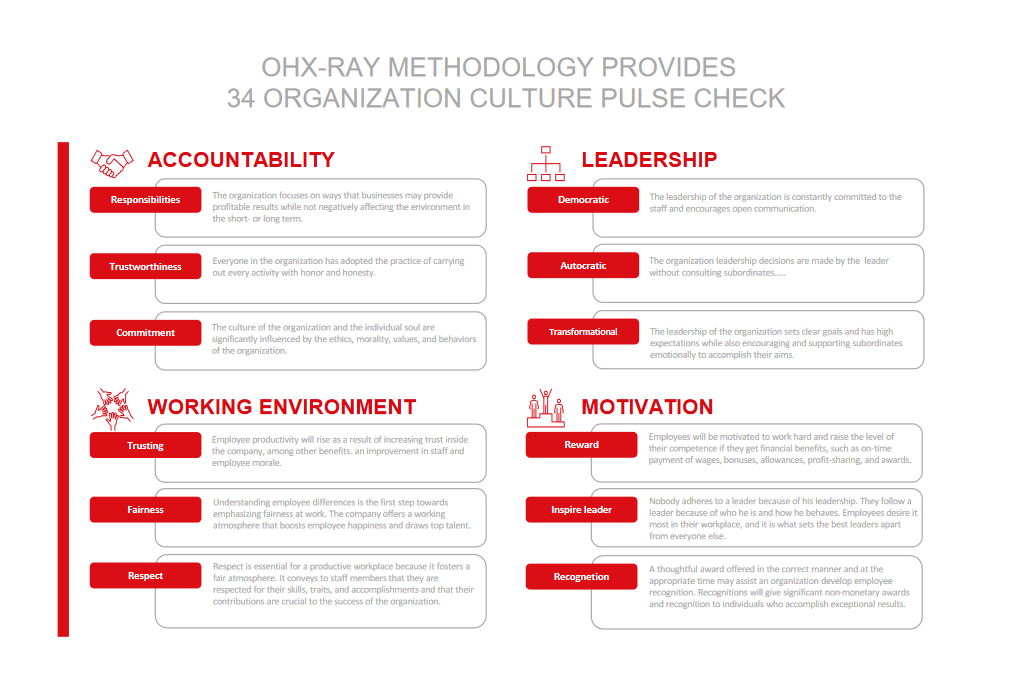 OHX-RAY METHODOLOGY PROVIDES
34 ORGANIZATION CULTURE PULSE CHECK
ACCOUNTABILITY
Responsibilities
The organization focuses on ways that businesses may provide
profitable results while not negatively affecting the environment in
the short- or long term.
Trustworthiness
Everyone in the organization has adopted the practice of carrying
out every activity with honor and honesty.
Commitment
The culture of the organization and the individual soul are
significantly influenced by the ethics, morality, values, and behaviors
of the organization.
LEADERSHIP
Democratic
The leadership of the organization is constantly committed to the
staff and encourages open communication.
Autocratic
The organization leadership decisions are made by the  leader
without consulting subordinates.....
Transformational
The leadership of the organization sets clear goals and has high
expectations while also encouraging and supporting subordinates
emotionally to accomplish their aims.
WORKING ENVIRONMENT
Trusting
Employee productivity will rise as a result of increasing trust inside
the company, among other benefits. an improvement in staff and
employee morale.
Fairness
Understanding employee differences is the first step towards
emphasizing fairness at work. The company offers a working
atmosphere that boosts employee happiness and draws top talent.
Respect
Respect is essential for a productive workplace because it fosters a
fair atmosphere. It conveys to staff members that they are
respected for their skills, traits, and accomplishments and that their
contributions are crucial to the success of the organization.
MOTIVATION
Reward
Employees will be motivated to work hard and raise the level of
their competence if they get financial benefits, such as on-time
payment of wages, bonuses, allowances, profit-sharing, and awards.
Inspire leader
Nobody adheres to a leader because of his leadership. They follow a
leader because of who he is and how he behaves. Employees desire it
most in their workplace, and it is what sets the best leaders apart
from everyone else.
Recognetion
A thoughtful award offered in the correct manner and at the
appropriate time may assist an organization develop employee
recognition. Recognitions will give significant non-monetary awards
and recognition to individuals who accomplish exceptional results.